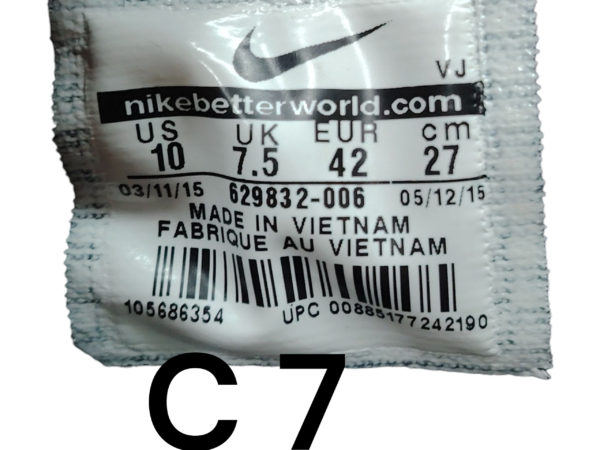 VJ
nikebetterworld.com
US UK EUR cm
10 7.5 42 27
03/11/15 629832-006 05/12/15
MADE IN VIETNAM
FABRIQUE AU VIETNAM
105686354 UPC 00885177242190
C 7